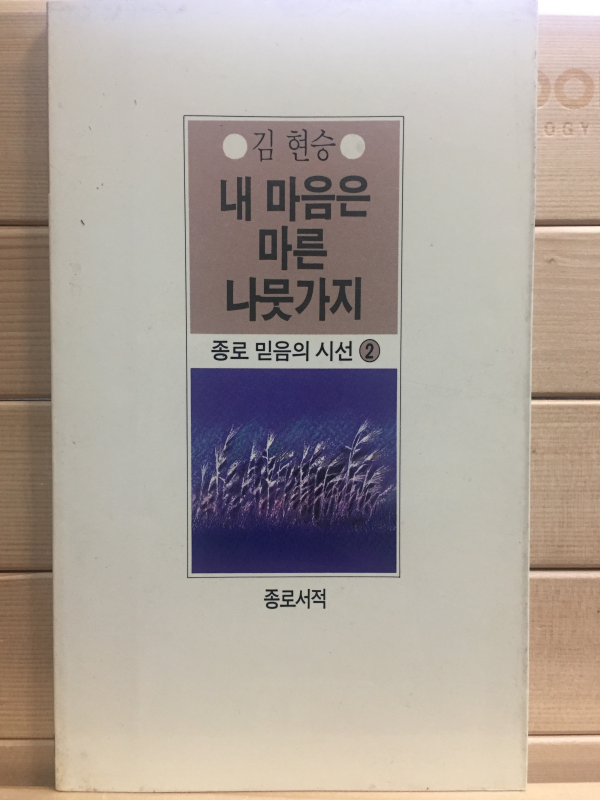 김 현승
내 마음은
마른
나뭇가지
종로 믿음의 시선 2
종로서적